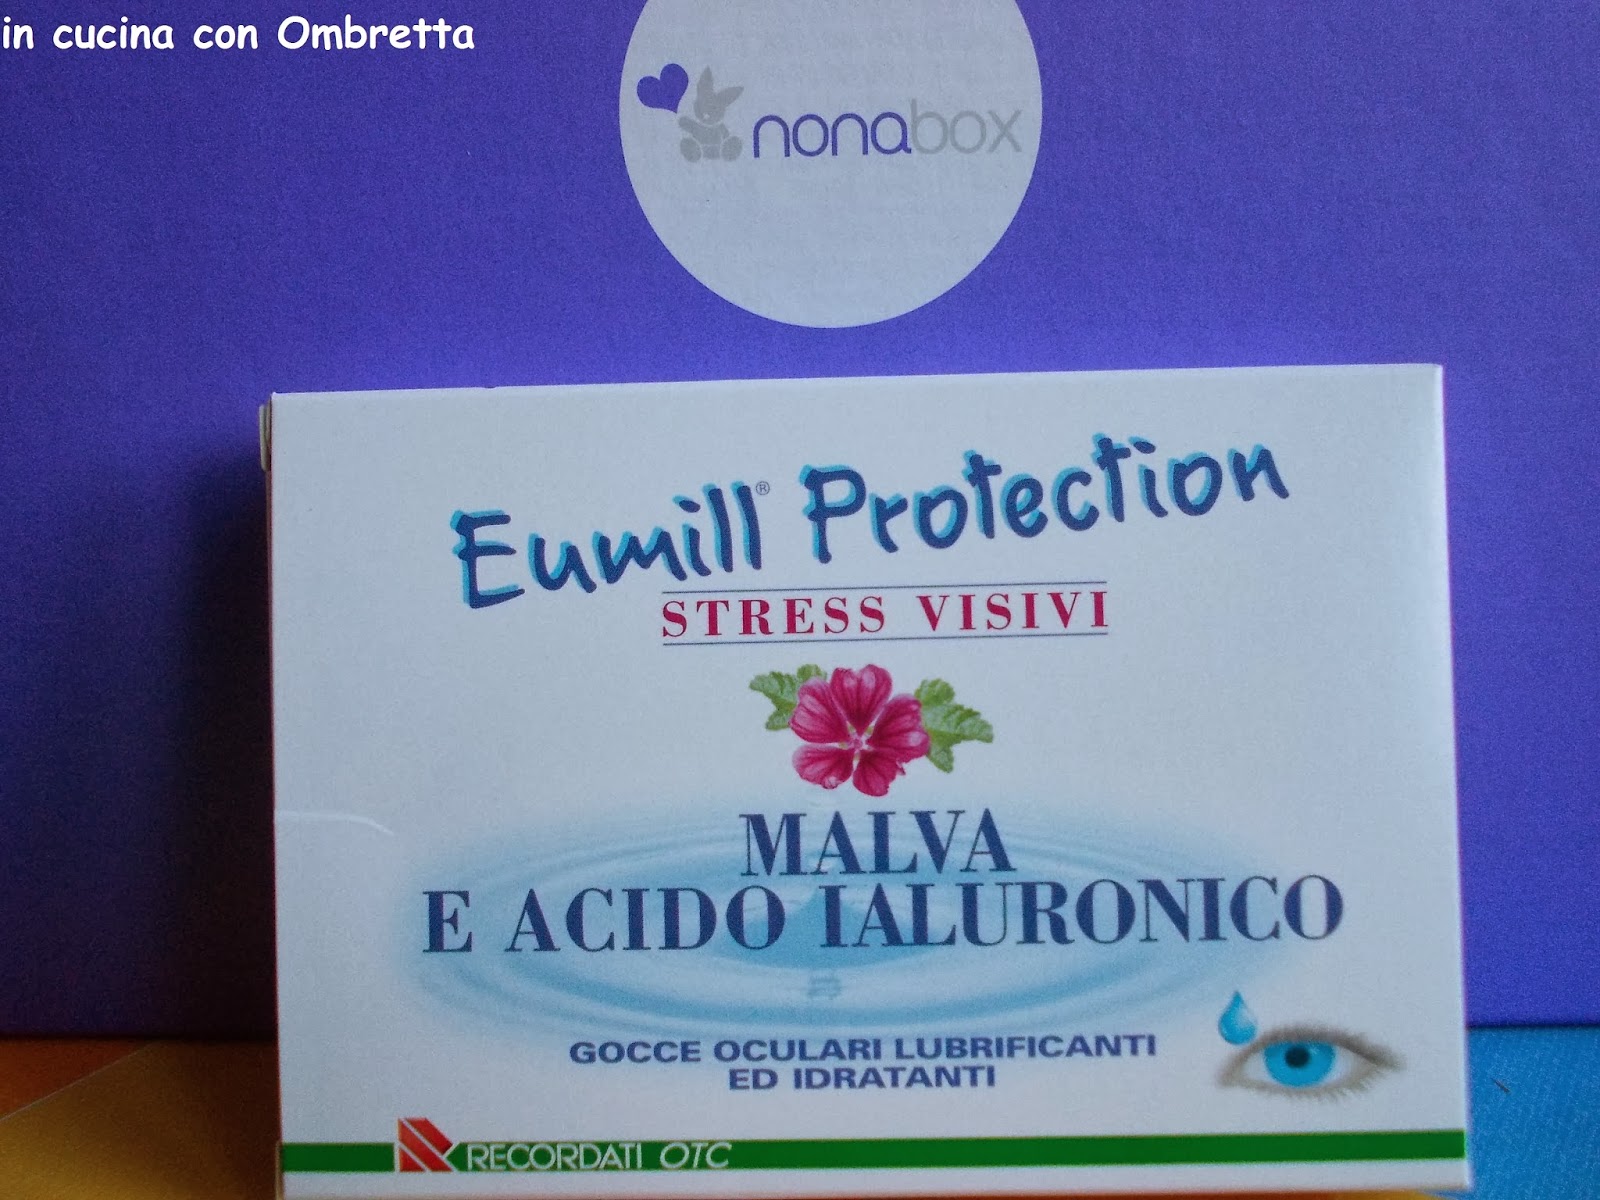 in cucina con Ombretta
nonabox
Eumill® Protection
STRESS VISIVI
MALVA
E ACIDO IALURONICO
GOCCE OCULARI LUBRIFICANTI
ED IDRATANTI
RECORDATI OTC